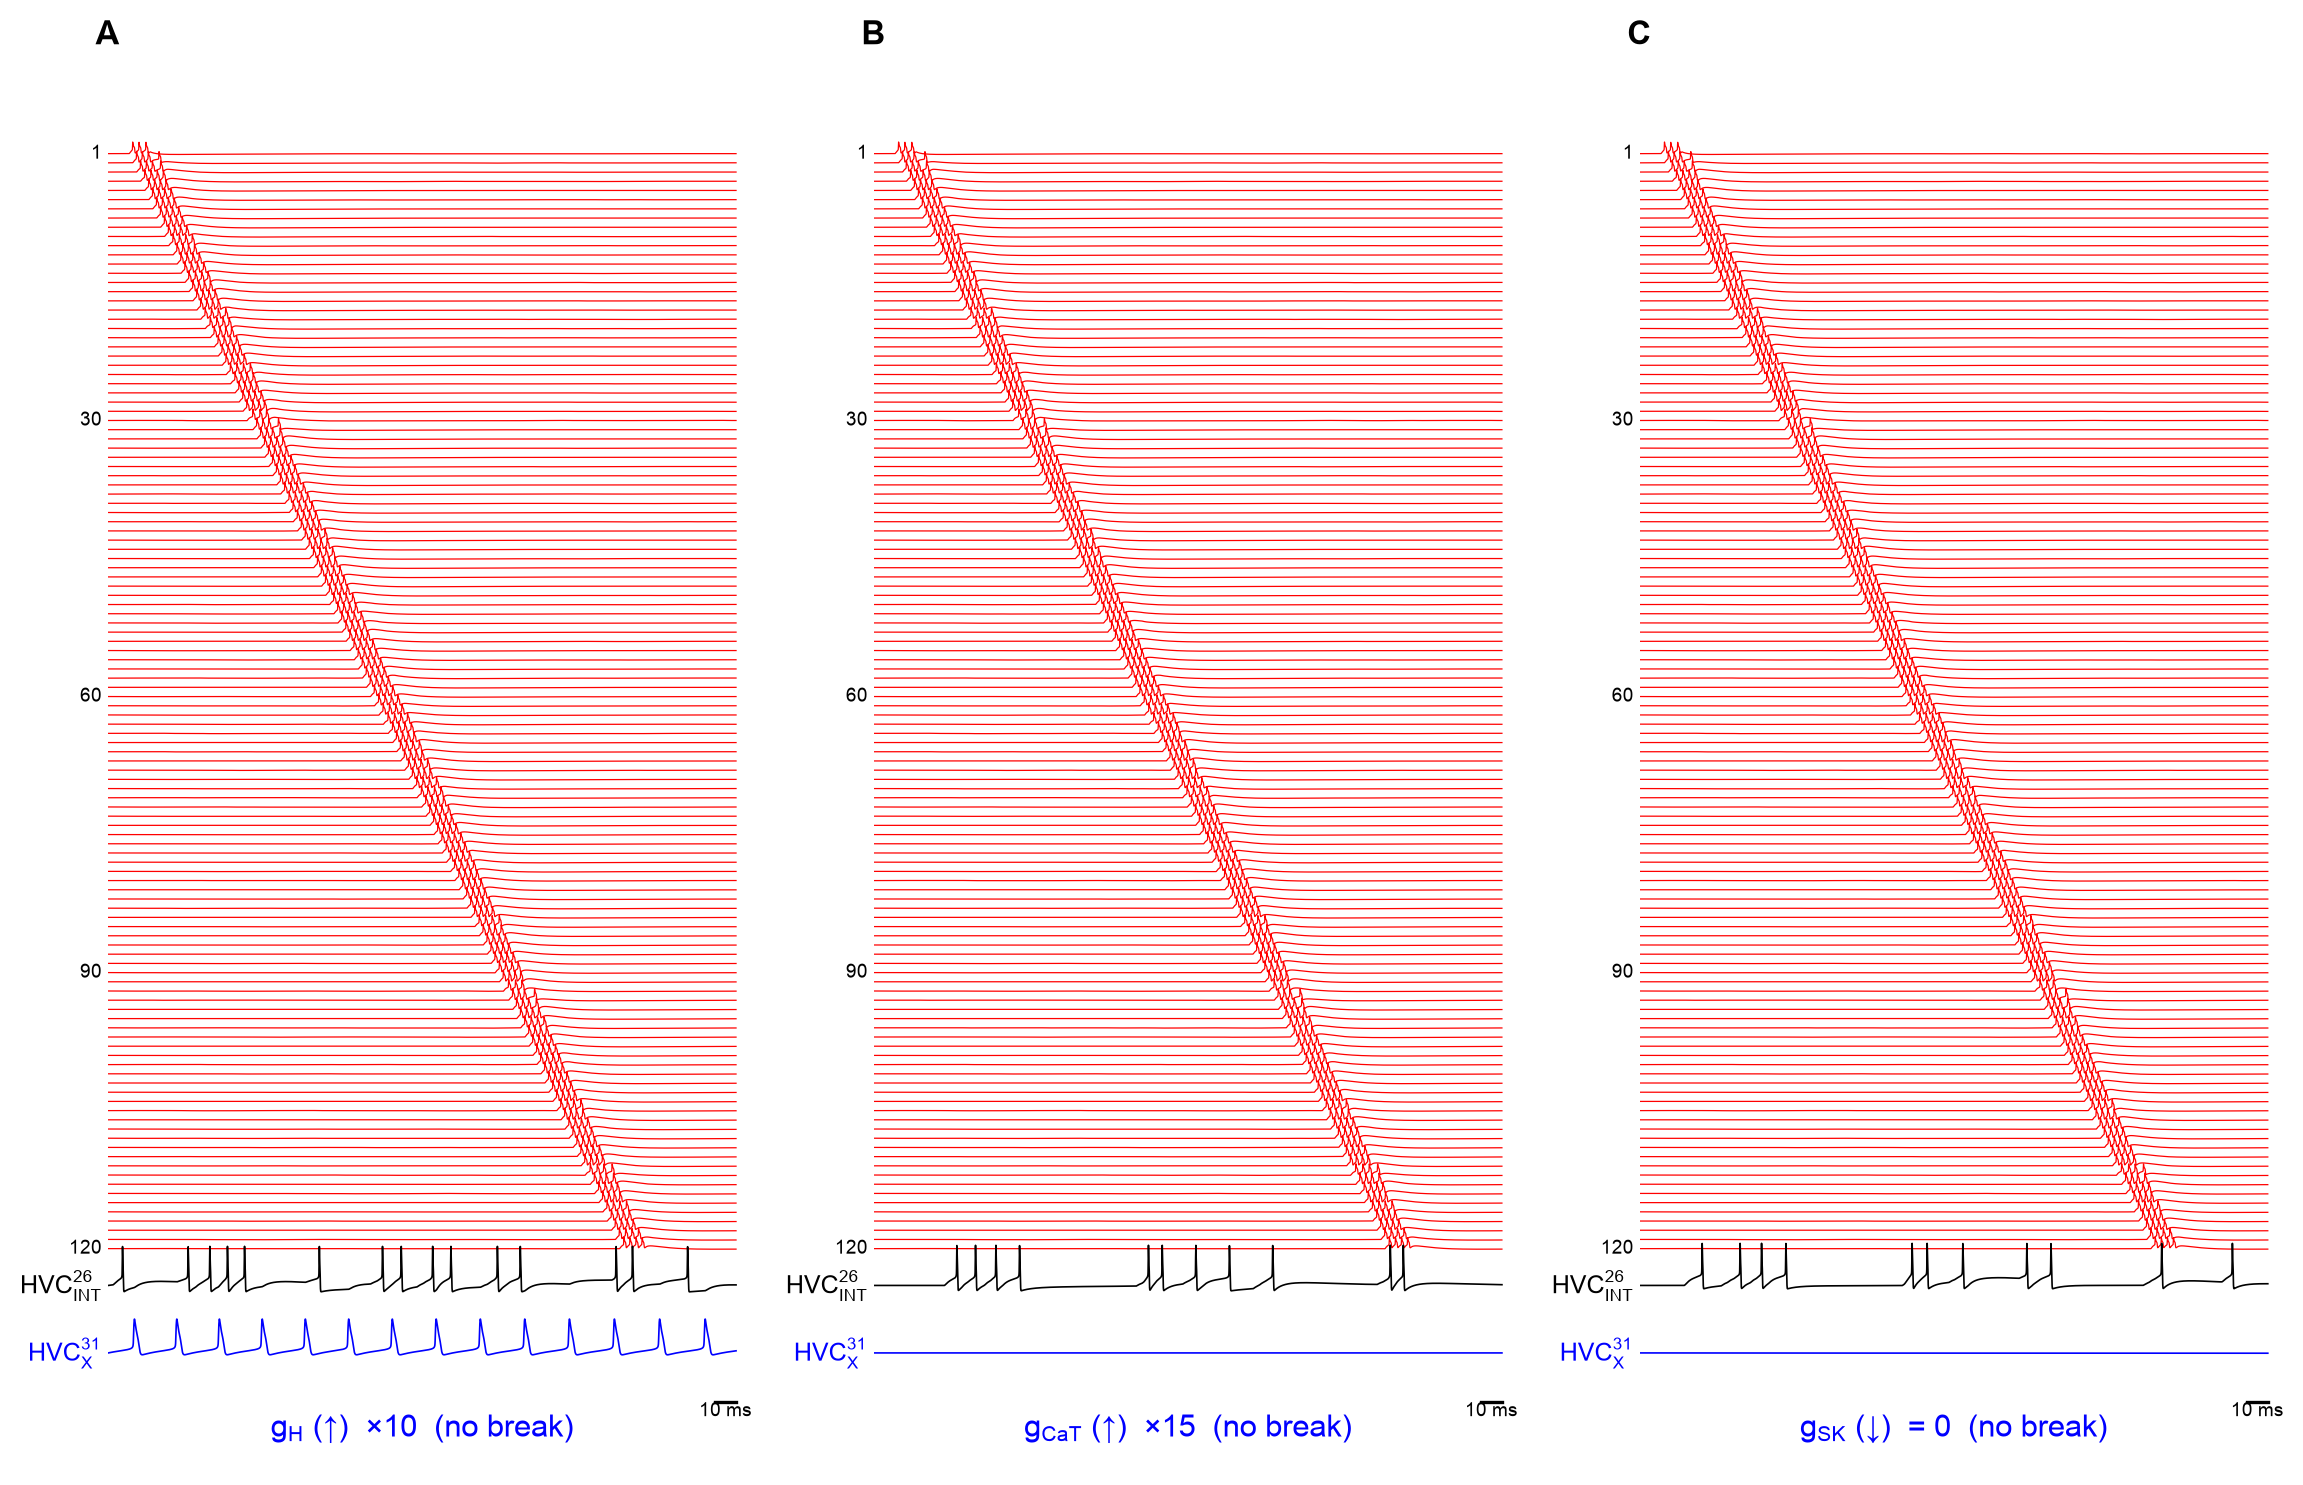 A B C
1 1 1
30 30 30
60 60 60
90 90 90
120 120 120
HVC26INT HVC26INT HVC26INT
HVC31X HVC31X HVC31X
10 ms 10 ms 10 ms
gH (↑) ×10 (no break) gCaT (↑) ×15 (no break) gSK (↓) = 0 (no break)